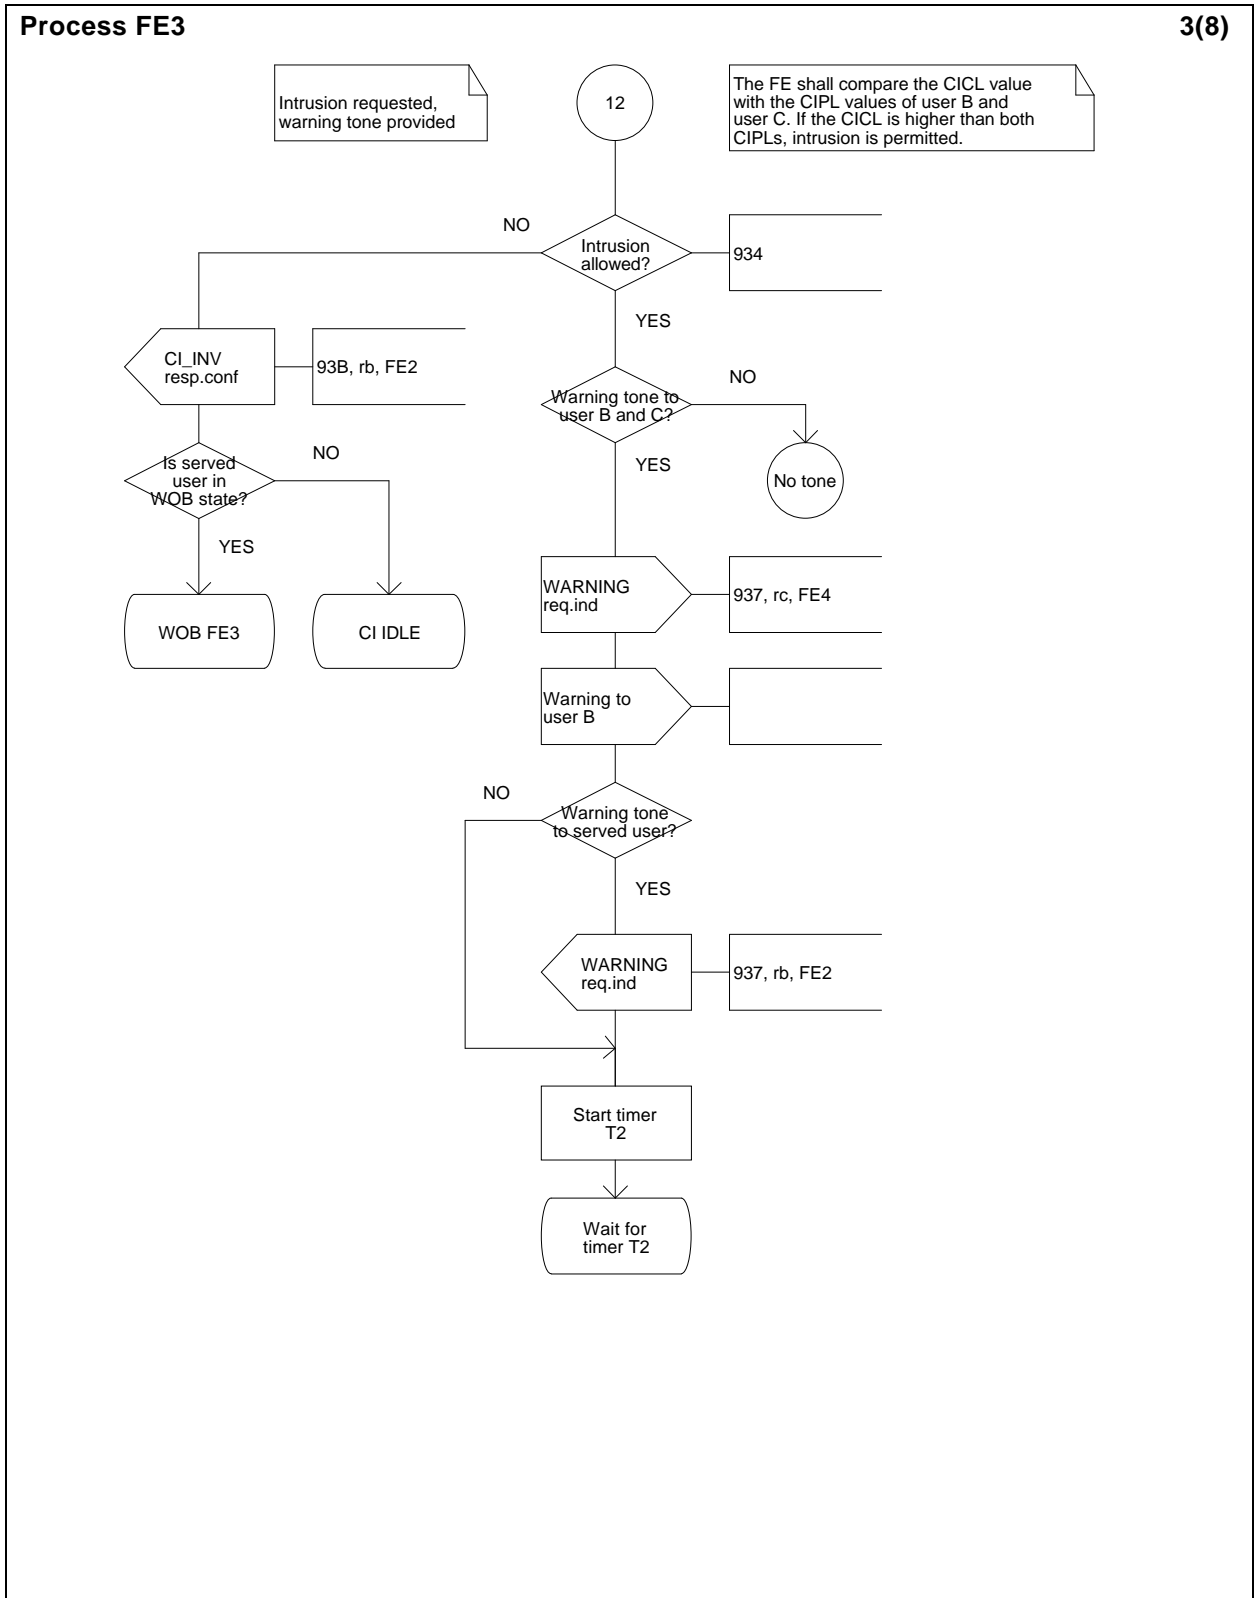 Process FE3
3(8)
Intrusion requested,
warning tone provided
12
The FE shall compare the CICL value
with the CIPL values of user B and
user C. If the CICL is higher than both
CIPLs, intrusion is permitted.
NO
Intrusion
allowed?
934
YES
CI_INV
resp.conf
93B, rb, FE2
Warning tone to
user B and C?
NO
Is served
user in
WOB state?
NO
YES
No tone
YES
WARNING
req.ind
937, rc, FE4
WOB FE3
CI IDLE
Warning to
user B
NO
Warning tone
to served user?
YES
WARNING
req.ind
937, rb, FE2
Start timer
T2
Wait for
timer T2